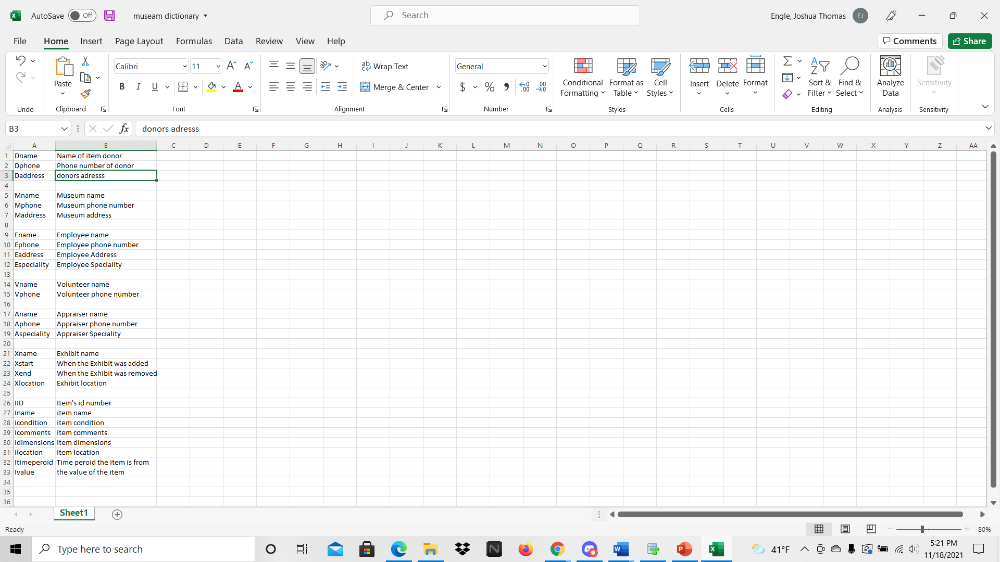 AutoSave Off museam dictionary Search Engle, Joshua Thomas EJ
File Home Insert Page Layout Formulas Data Review View Help Comments Share
Calibri 11 Wrap Text General
Paste B I U Merge & Center $ % Conditional Formatting Format as Table Cell Styles Insert Delete Format Sort & Filter Find & Select Analyze Data Sensitivity
Undo Clipboard Font Alignment Number Styles Cells Editing Analysis Sensitivity
B3 fx donors adresss
A B C D E F G H I J K L M N O P Q R S T U V W X Y Z AA
1 Dname Name of item donor
2 Dphone Phone number of donor
3 Daddress donors adresss
4
5 Mname Museum name
6 Mphone Museum phone number
7 Maddress Museum address
8
9 Ename Employee name
10 Ephone Employee phone number
11 Eaddress Employee Address
12 Especiality Employee Speciality
13
14 Vname Volunteer name
15 Vphone Volunteer phone number
16
17 Aname Appraiser name
18 Aphone Appraiser phone number
19 Aspeciality Appraiser Speciality
20
21 Xname Exhibit name
22 Xstart When the Exhibit was added
23 Xend When the Exhibit was removed
24 Xlocation Exhibit location
25
26 IID Item's id number
27 Iname item name
28 Icondition item condition
29 Icomments item comments
30 Idimensions item dimensions
31 Ilocation Item location
32 Itimeperoid Time peroid the item is from
33 Ivalue the value of the item
34
35
36
Sheet1
Ready 80%
Type here to search 41°F 5:21 PM
11/18/2021